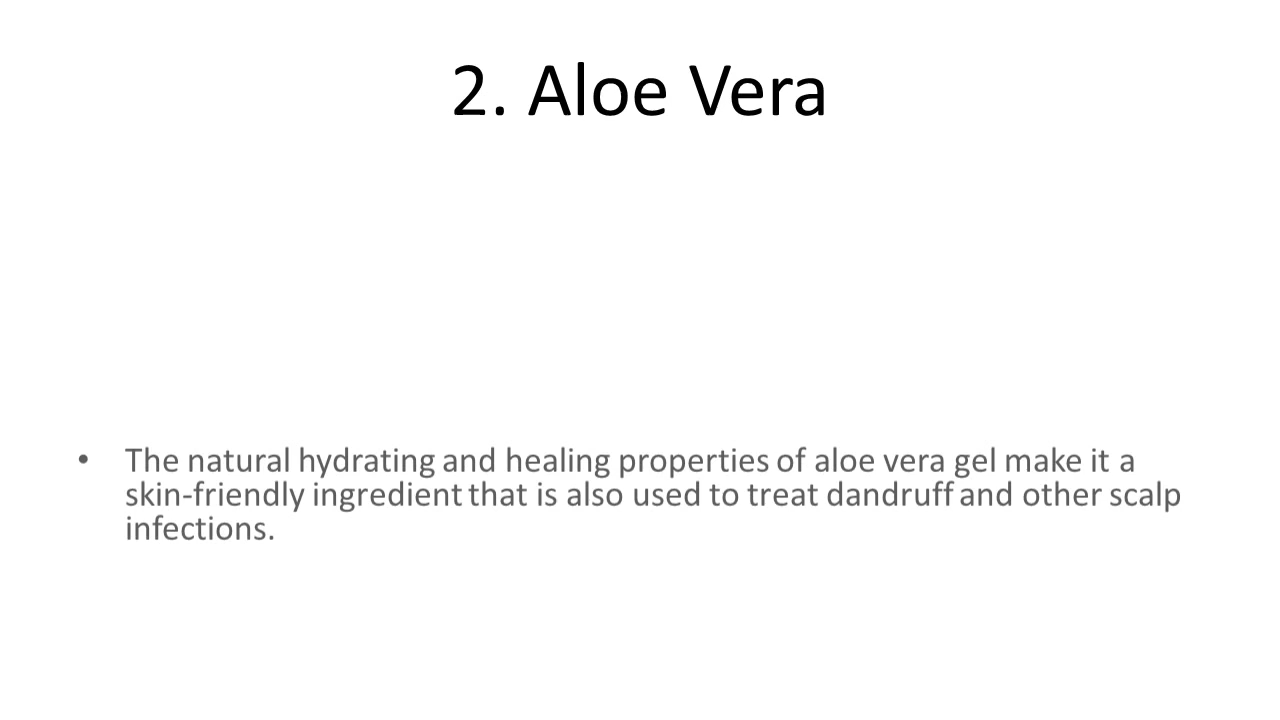 2. Aloe Vera
• The natural hydrating and healing properties of aloe vera gel make it a
skin-friendly ingredient that is also used to treat dandruff and other scalp
infections.